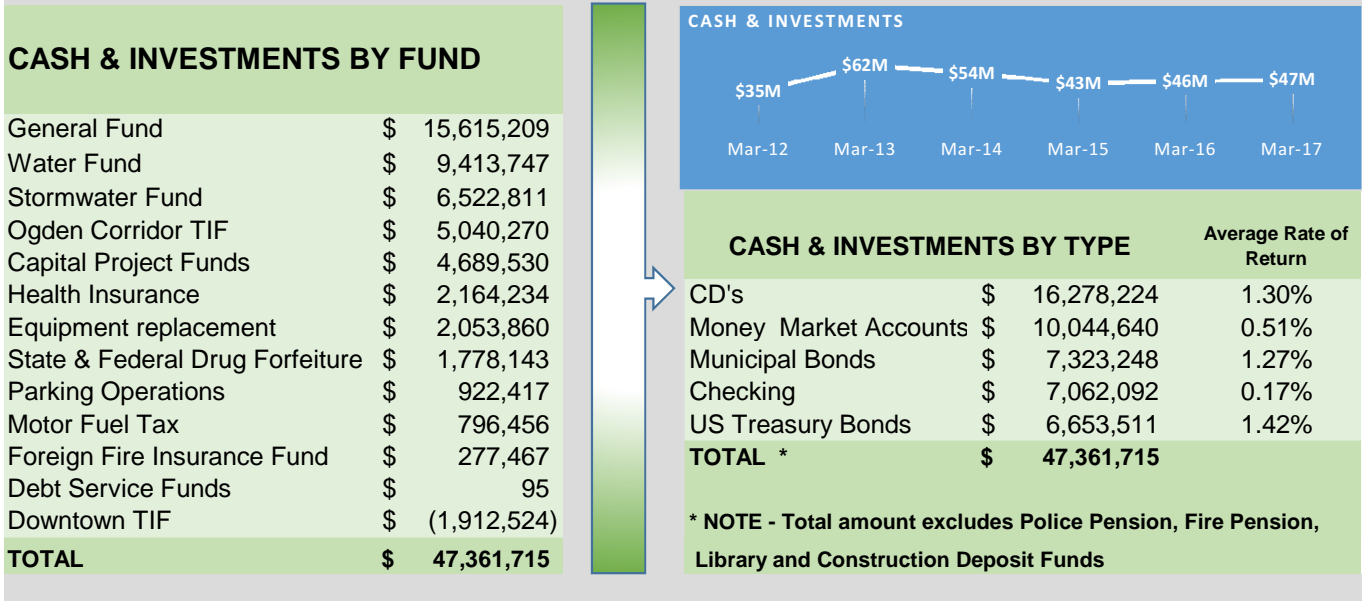 CASH & INVESTMENTS BY FUND
General Fund $ 15,615,209
Water Fund $ 9,413,747
Stormwater Fund $ 6,522,811
Ogden Corridor TIF $ 5,040,270
Capital Project Funds $ 4,689,530
Health Insurance $ 2,164,234
Equipment replacement $ 2,053,860
State & Federal Drug Forfeiture $ 1,778,143
Parking Operations $ 922,417
Motor Fuel Tax $ 796,456
Foreign Fire Insurance Fund $ 277,467
Debt Service Funds $ 95
Downtown TIF $ (1,912,524)
TOTAL $ 47,361,715
CASH & INVESTMENTS
$35M $62M $54M $43M $46M $47M
Mar-12 Mar-13 Mar-14 Mar-15 Mar-16 Mar-17
CASH & INVESTMENTS BY TYPE
Average Rate of
Return
CD's $ 16,278,224 1.30%
Money Market Accounts $ 10,044,640 0.51%
Municipal Bonds $ 7,323,248 1.27%
Checking $ 7,062,092 0.17%
US Treasury Bonds $ 6,653,511 1.42%
TOTAL * $ 47,361,715
* NOTE - Total amount excludes Police Pension, Fire Pension,
Library and Construction Deposit Funds